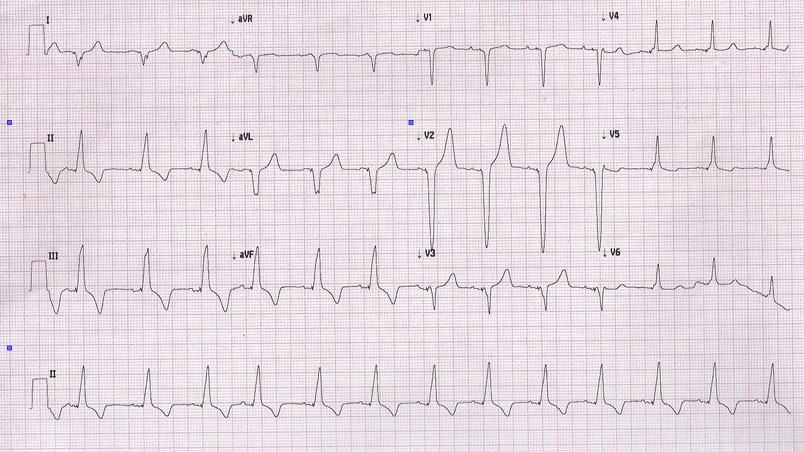 I ↓ aVR ↓ V1 ↓ V4
II ↓ aVL ↓ V2 ↓ V5
III ↓ aVF ↓ V3 ↓ V6
II